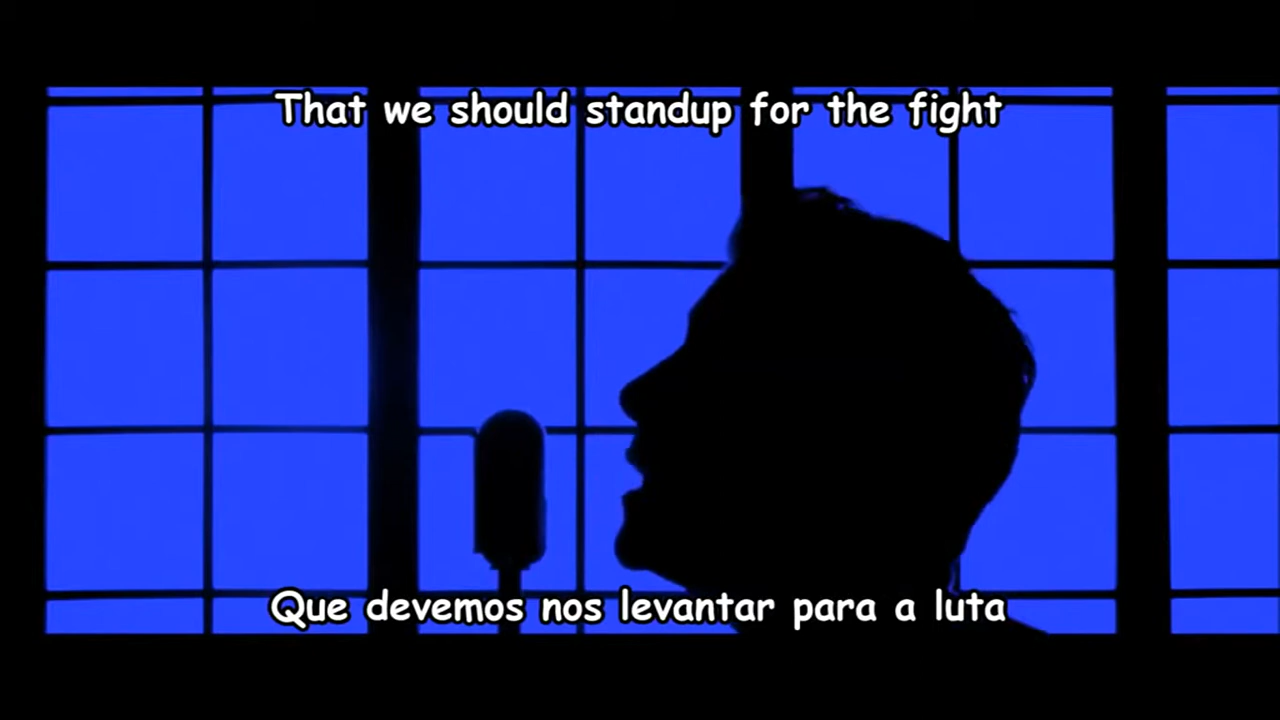 That we should standup for the fight
Que devemos nos levantar para a luta